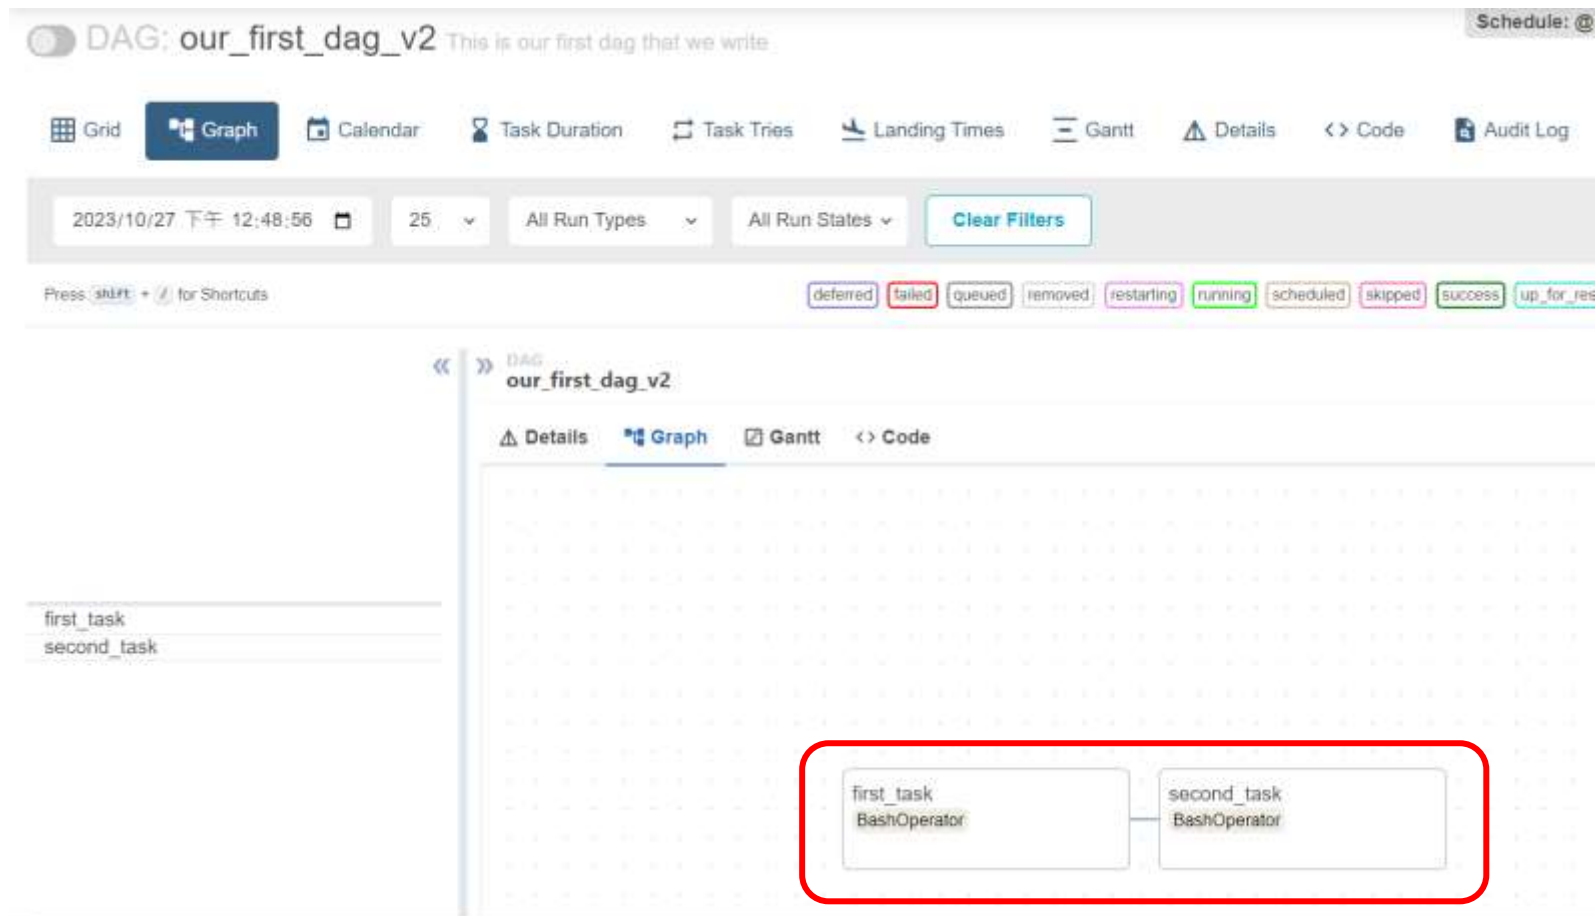 DAG: our_first_dag_v2 This is our first dag that we write
Schedule: @
Grid Graph Calendar Task Duration Task Tries Landing Times Gantt Details <> Code Audit Log
2023/10/27 下午 12:48:56 25 All Run Types All Run States Clear Filters
Press shift + / for Shortcuts
deferred failed queued removed restarting running scheduled skipped success up_for_res
DAG
our_first_dag_v2
Details Graph Gantt <> Code
first_task
second_task
first_task
BashOperator
second_task
BashOperator